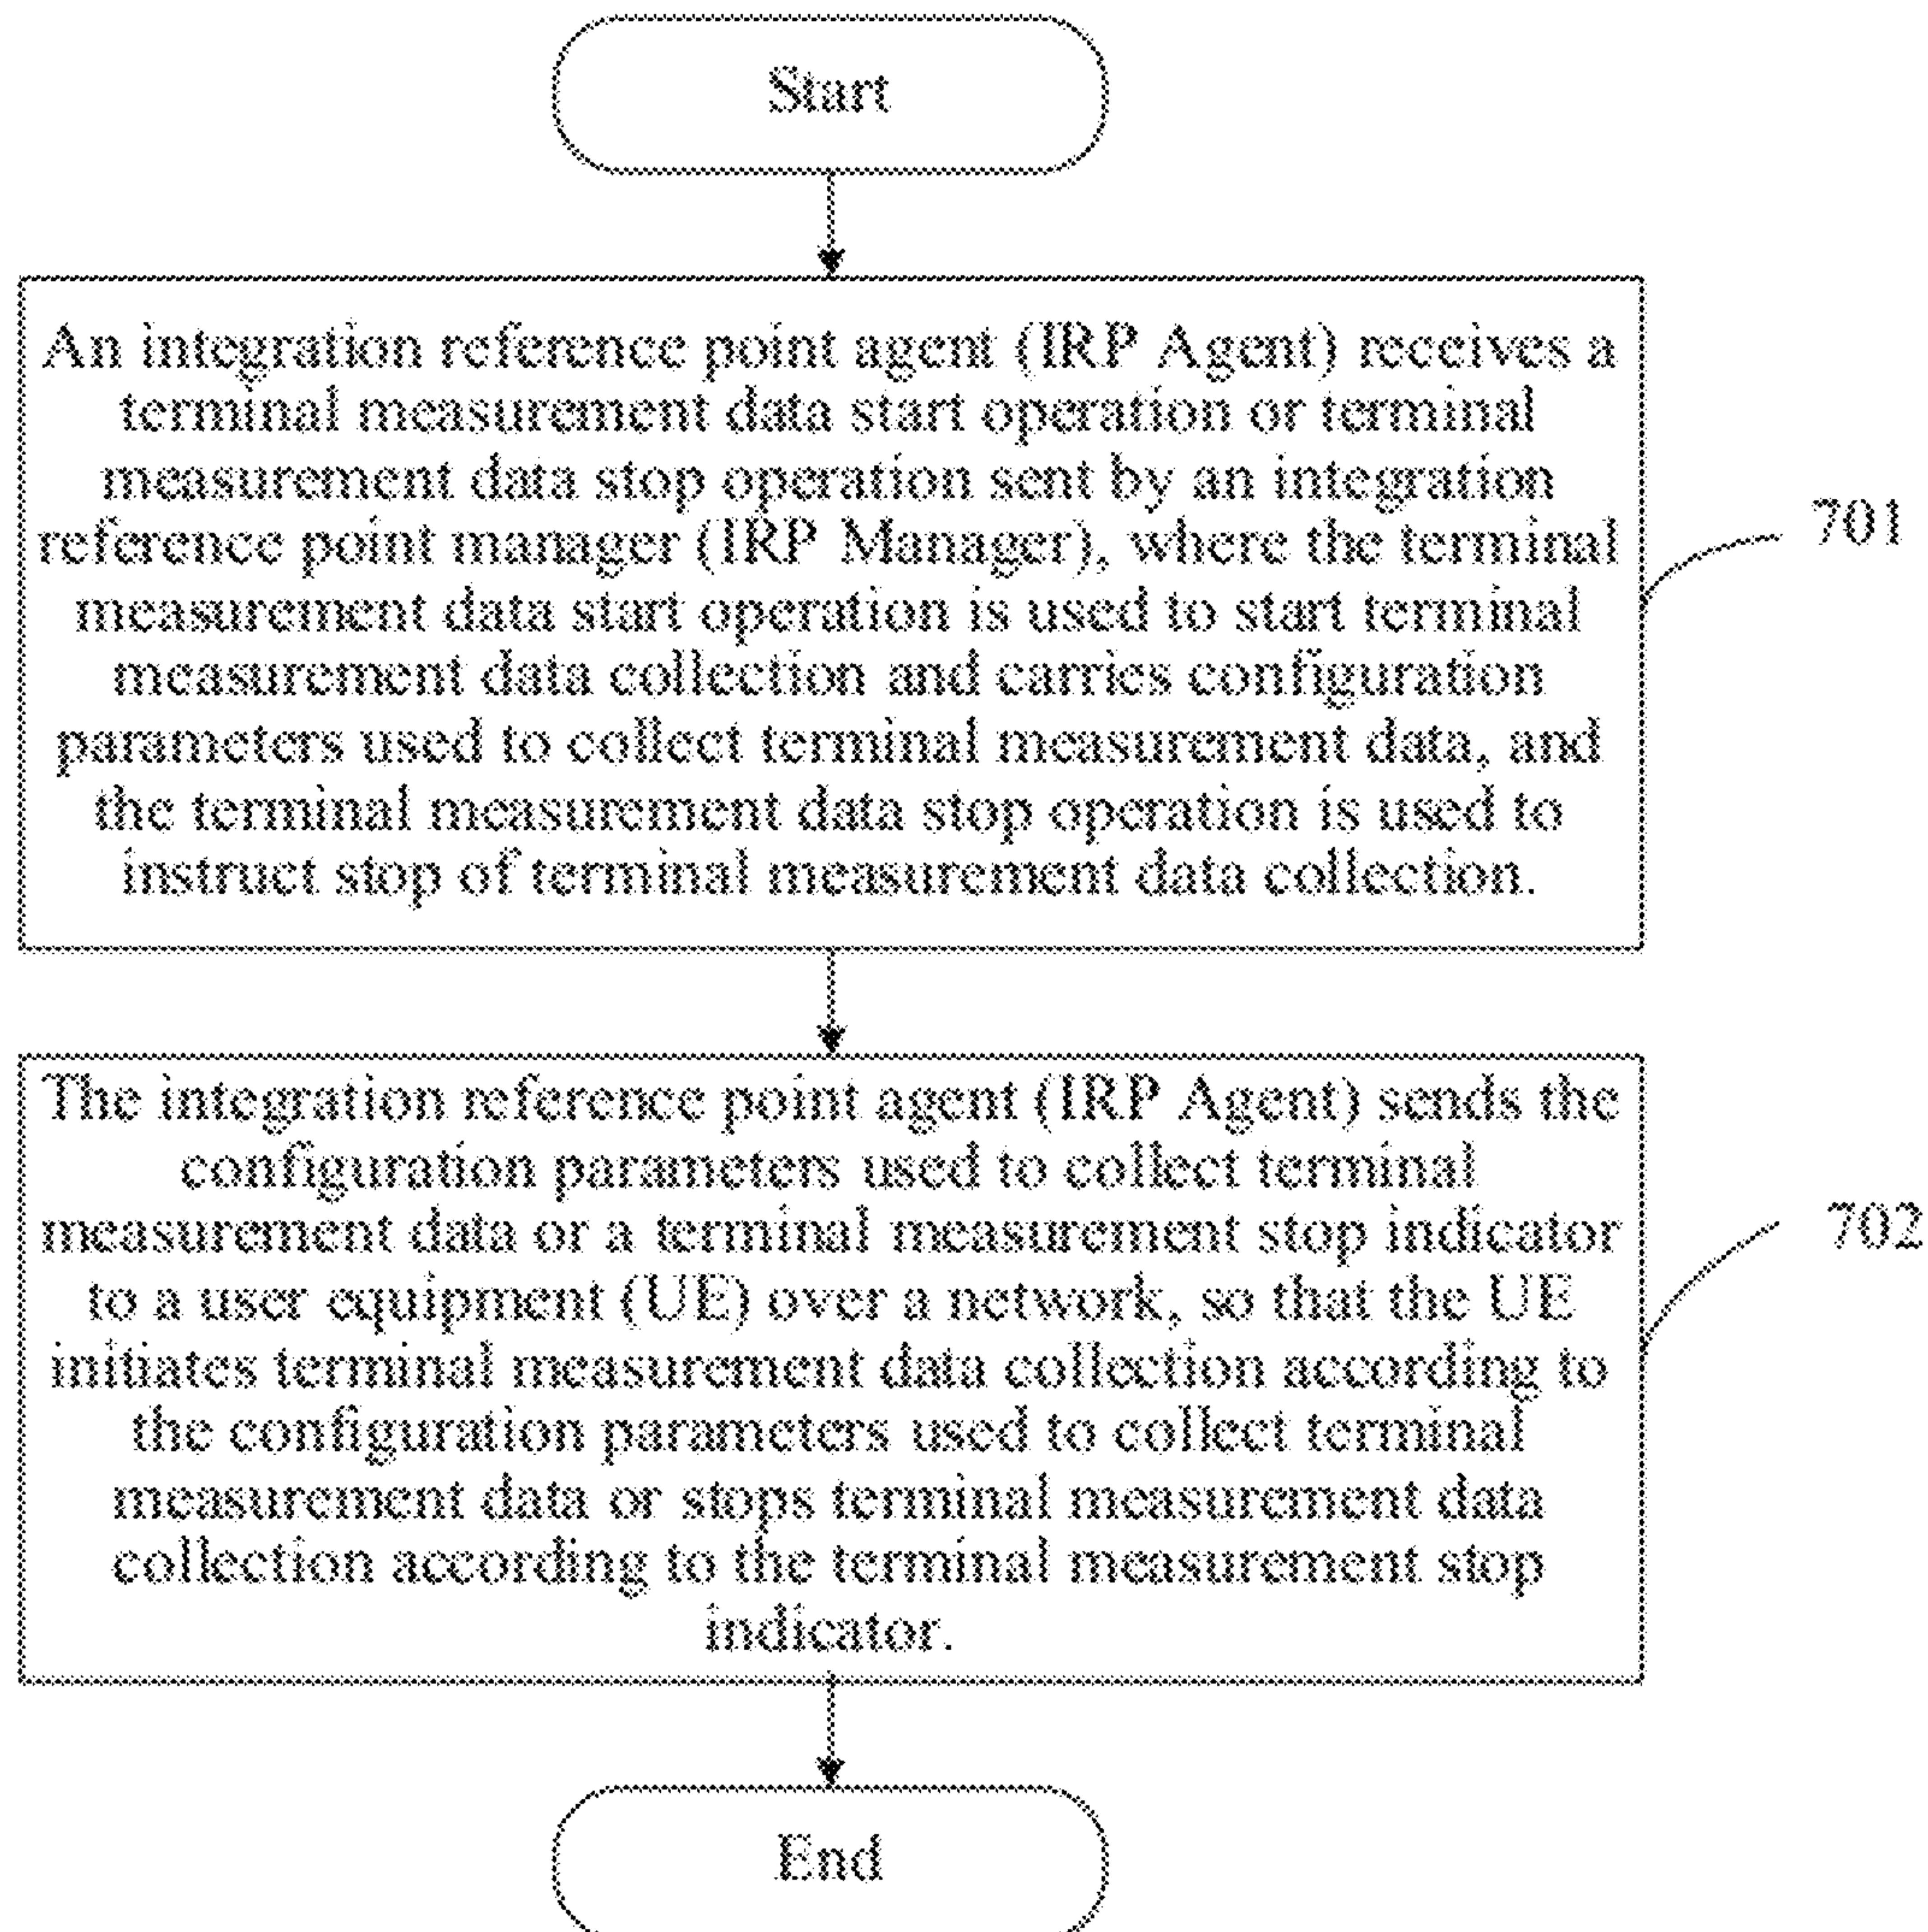 Start
An integration reference point agent (IRP Agent) receives a
terminal measurement data start operation or terminal
measurement data stop operation sent by an integration
reference point manager (IRP Manager), where the terminal
measurement data start operation is used to start terminal
measurement data collection and carries configuration
parameters used to collect terminal measurement data, and
the terminal measurement data stop operation is used to
instruct stop of terminal measurement data collection.
701
The integration reference point agent (IRP Agent) sends the
configuration parameters used to collect terminal
measurement data or a terminal measurement stop indicator
to a user equipment (UE) over a network, so that the UE
initiates terminal measurement data collection according to
the configuration parameters used to collect terminal
measurement data or stops terminal measurement data
collection according to the terminal measurement stop
indicator.
702
End